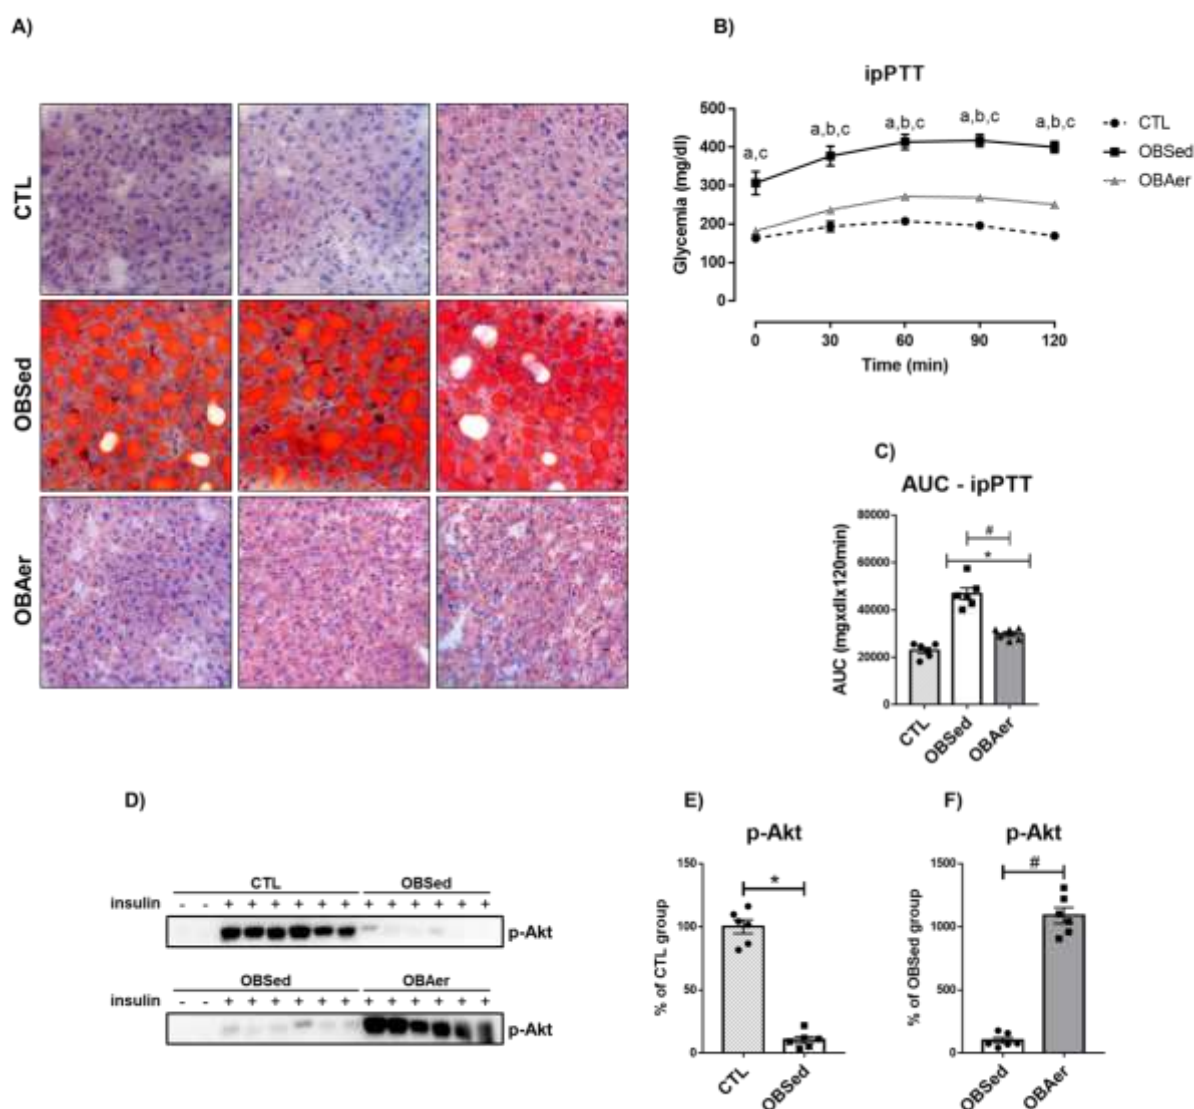 A)
CTL
OBSed
OBAer
B)
ipPTT
Glycemia (mg/dl)
500
400
300
200
100
0
a,c
a,b,c
a,b,c
a,b,c
a,b,c
0 30 60 90 120
Time (min)
CTL
OBSed
OBAer
C)
AUC - ipPTT
AUC (mgxdlx120min)
80000
60000
40000
20000
0
#
*
CTL
OBSed
OBAer
D)
CTL OBSed
insulin - - + + + + + + + + + + + +
p-Akt
OBSed OBAer
insulin - - + + + + + + + + + + + +
p-Akt
E)
p-Akt
% of CTL group
150
100
50
0
*
CTL
OBSed
F)
p-Akt
% of OBSed group
1500
1000
500
0
#
OBSed
OBAer